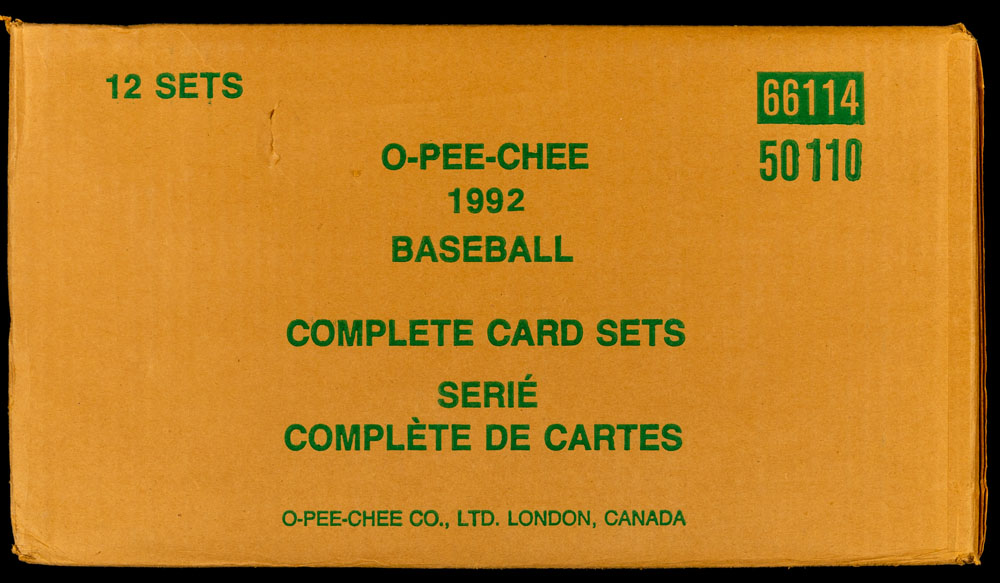 12 SETS
66114
50110
O-PEE-CHEE
1992
BASEBALL
COMPLETE CARD SETS
SERIÉ
COMPLÈTE DE CARTES
O-PEE-CHEE CO., LTD. LONDON, CANADA